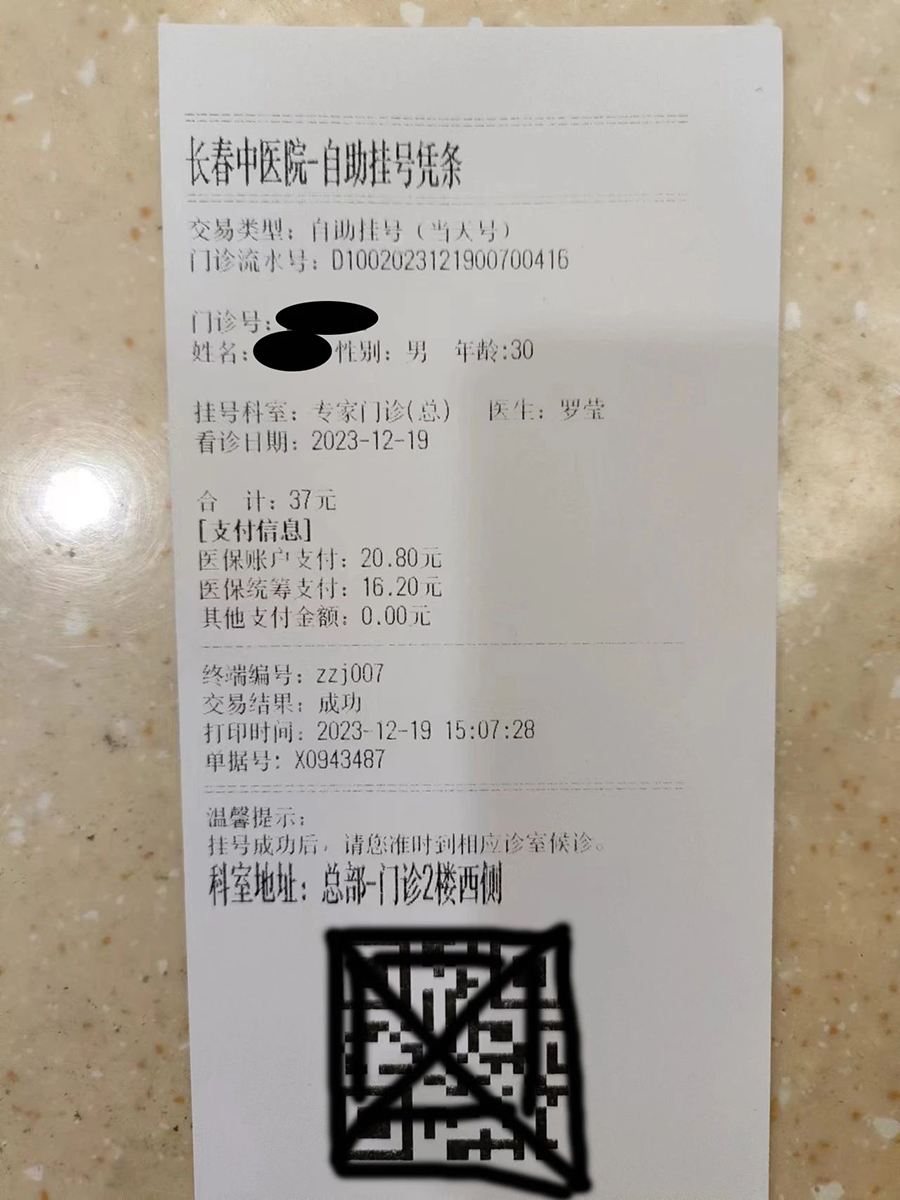 长春中医院-自助挂号凭条
交易类型：自助挂号（当天号）
门诊流水号：D1002023121900700416
门诊号：
姓名： 性别：男 年龄:30
挂号科室：专家门诊(总) 医生：罗莹
看诊日期：2023-12-19
合 计：37元
[支付信息]
医保账户支付：20.80元
医保统筹支付：16.20元
其他支付金额：0.00元
终端编号：zzj007
交易结果：成功
打印时间：2023-12-19 15:07:28
单据号：X0943487
温馨提示：
挂号成功后，请您准时到相应诊室候诊。
科室地址：总部-门诊2楼西侧